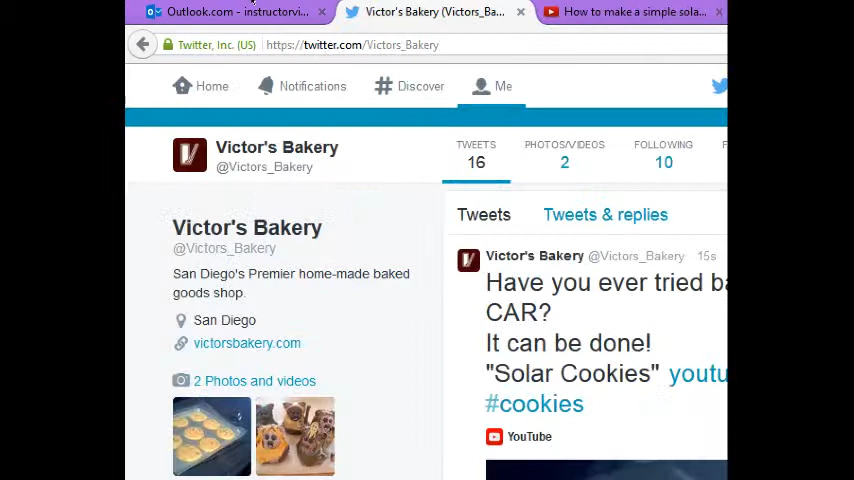 Outlook.com - instructorvi...
Victor's Bakery (Victors_Ba...
How to make a simple sola...
Twitter, Inc. (US)
https://twitter.com/Victors_Bakery
Home
Notifications
Discover
Me
Victor's Bakery
@Victors_Bakery
TWEETS
16
PHOTOS/VIDEOS
2
FOLLOWING
10
F
Victor's Bakery
@Victors_Bakery
San Diego's Premier home-made baked
goods shop.
San Diego
victorsbakery.com
2 Photos and videos
Tweets
Tweets & replies
Victor's Bakery @Victors_Bakery 15s
Have you ever tried ba
CAR?
It can be done!
"Solar Cookies" youtu
#cookies
YouTube